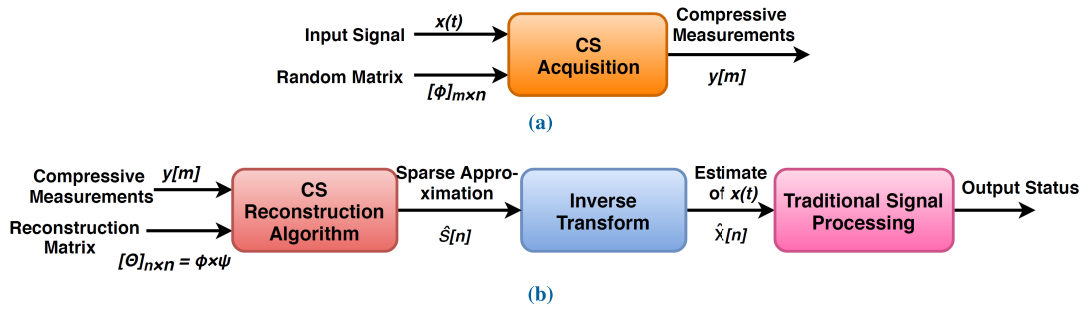 Input Signal
x(t)
Random Matrix
[ϕ]m×n
CS
Acquisition
Compressive
Measurements
y[m]
(a)
Compressive
Measurements
y[m]
Reconstruction
Matrix
[Θ]n×n = ϕ×ψ
CS
Reconstruction
Algorithm
Sparse Appro-
ximation
Ŝ[n]
Inverse
Transform
Estimate
of x(t)
x̂[n]
Traditional Signal
Processing
Output Status
(b)